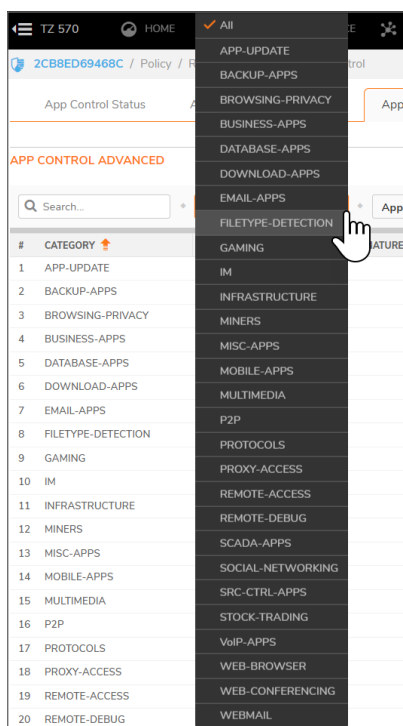 TZ 570
HOME
E
2CB8ED69468C / Policy / R
trol
App Control Status
A
App
APP CONTROL ADVANCED
Search...
App
# CATEGORY
NATURE
1 APP-UPDATE
2 BACKUP-APPS
3 BROWSING-PRIVACY
4 BUSINESS-APPS
5 DATABASE-APPS
6 DOWNLOAD-APPS
7 EMAIL-APPS
8 FILETYPE-DETECTION
9 GAMING
10 IM
11 INFRASTRUCTURE
12 MINERS
13 MISC-APPS
14 MOBILE-APPS
15 MULTIMEDIA
16 P2P
17 PROTOCOLS
18 PROXY-ACCESS
19 REMOTE-ACCESS
20 REMOTE-DEBUG
All
APP-UPDATE
BACKUP-APPS
BROWSING-PRIVACY
BUSINESS-APPS
DATABASE-APPS
DOWNLOAD-APPS
EMAIL-APPS
FILETYPE-DETECTION
GAMING
IM
INFRASTRUCTURE
MINERS
MISC-APPS
MOBILE-APPS
MULTIMEDIA
P2P
PROTOCOLS
PROXY-ACCESS
REMOTE-ACCESS
REMOTE-DEBUG
SCADA-APPS
SOCIAL-NETWORKING
SRC-CTRL-APPS
STOCK-TRADING
VoIP-APPS
WEB-BROWSER
WEB-CONFERENCING
WEBMAIL